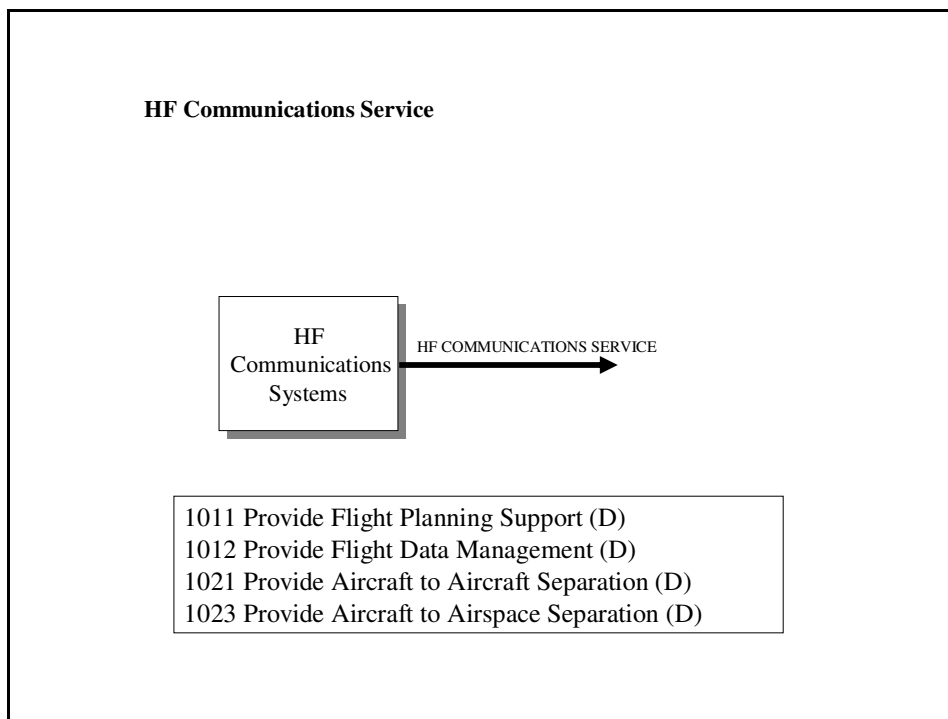 HF Communications Service
HF
Communications
Systems
HF COMMUNICATIONS SERVICE
1011 Provide Flight Planning Support (D)
1012 Provide Flight Data Management (D)
1021 Provide Aircraft to Aircraft Separation (D)
1023 Provide Aircraft to Airspace Separation (D)